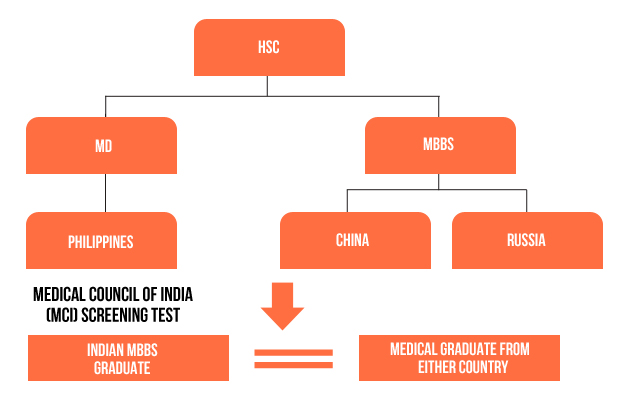 HSC
MD
MBBS
PHILIPPINES
CHINA
RUSSIA
MEDICAL COUNCIL OF INDIA
(MCI) SCREENING TEST
INDIAN MBBS
GRADUATE
MEDICAL GRADUATE FROM
EITHER COUNTRY